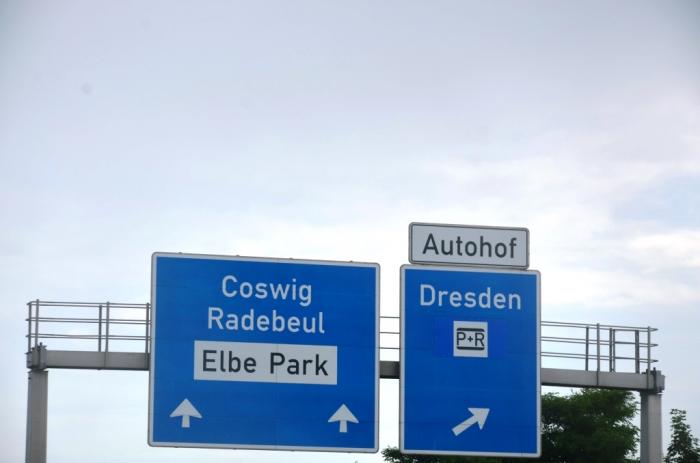 Coswig
Radebeul
Elbe Park
Autohof
Dresden
P+R